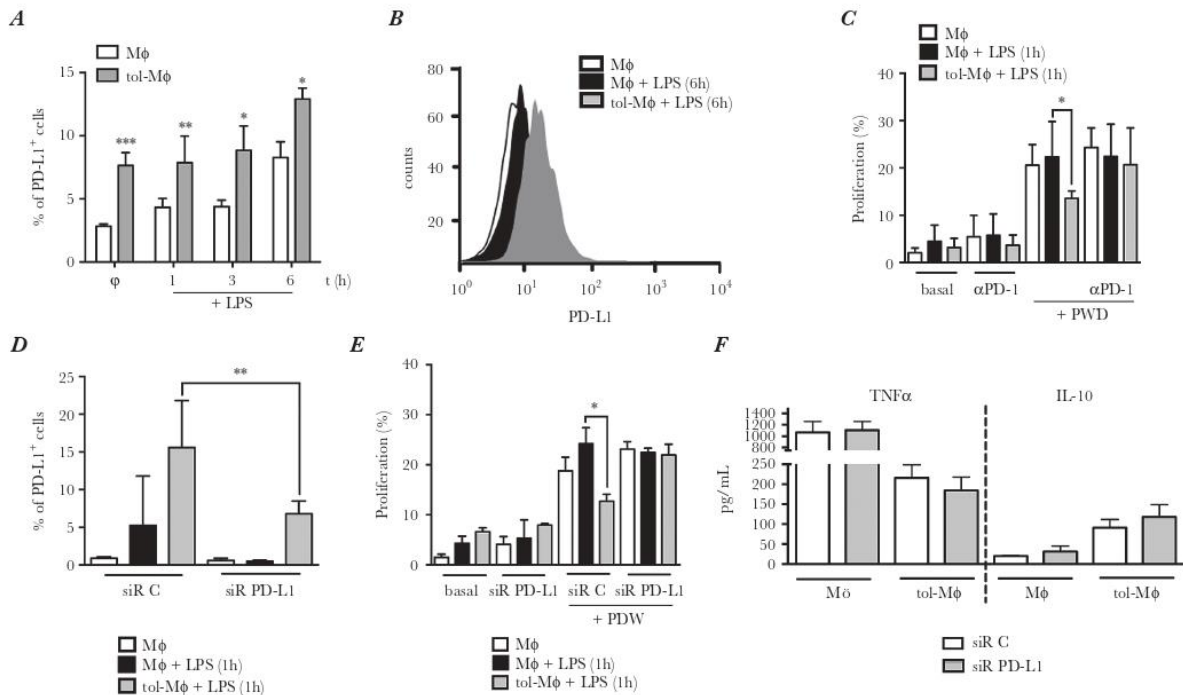 A
Mϕ
tol-Mϕ
% of PD-L1+ cells
15
10
5
0
***
**
*
*
φ 1 3 6 t (h)
+ LPS
B
Mϕ
Mϕ + LPS (6h)
tol-Mϕ + LPS (6h)
counts
80
60
40
20
10^0 10^1 10^2 10^3 10^4
PD-L1
C
Mϕ
Mϕ + LPS (1h)
tol-Mϕ + LPS (1h)
Proliferation (%)
40
30
20
10
0
*
basal αPD-1 αPD-1
+ PWD
D
% of PD-L1+ cells
25
20
15
10
5
0
**
siR C siR PD-L1
Mϕ
Mϕ + LPS (1h)
tol-Mϕ + LPS (1h)
E
Proliferation (%)
40
30
20
10
0
*
basal siR PD-L1 siR C siR PD-L1
+ PDW
Mϕ
Mϕ + LPS (1h)
tol-Mϕ + LPS (1h)
F
TNFα IL-10
pg/mL
1400
1200
1000
800
250
200
150
100
50
0
Mö tol-Mϕ Mϕ tol-Mϕ
siR C
siR PD-L1